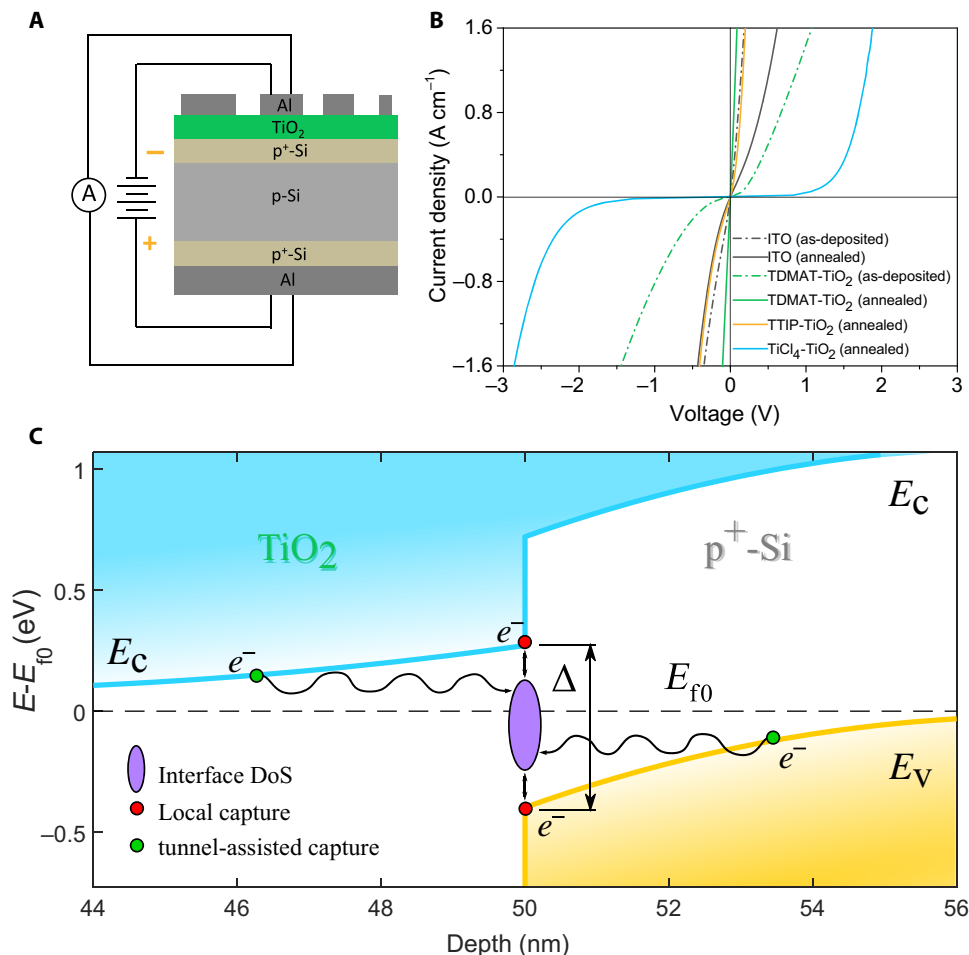 A
Al
TiO2
p+-Si
p-Si
p+-Si
Al
A
−
+
B
Current density (A cm−1)
1.6
0.8
0.0
−0.8
−1.6
ITO (as-deposited)
ITO (annealed)
TDMAT-TiO2 (as-deposited)
TDMAT-TiO2 (annealed)
TTIP-TiO2 (annealed)
TiCl4-TiO2 (annealed)
−3 −2 −1 0 1 2 3
Voltage (V)
C
E-Ef0 (eV)
1
0.5
0
−0.5
TiO2
p+-Si
Ec
Ec
e−
e−
Δ
Ef0
e−
e−
Ev
Interface DoS
Local capture
tunnel-assisted capture
44 46 48 50 52 54 56
Depth (nm)